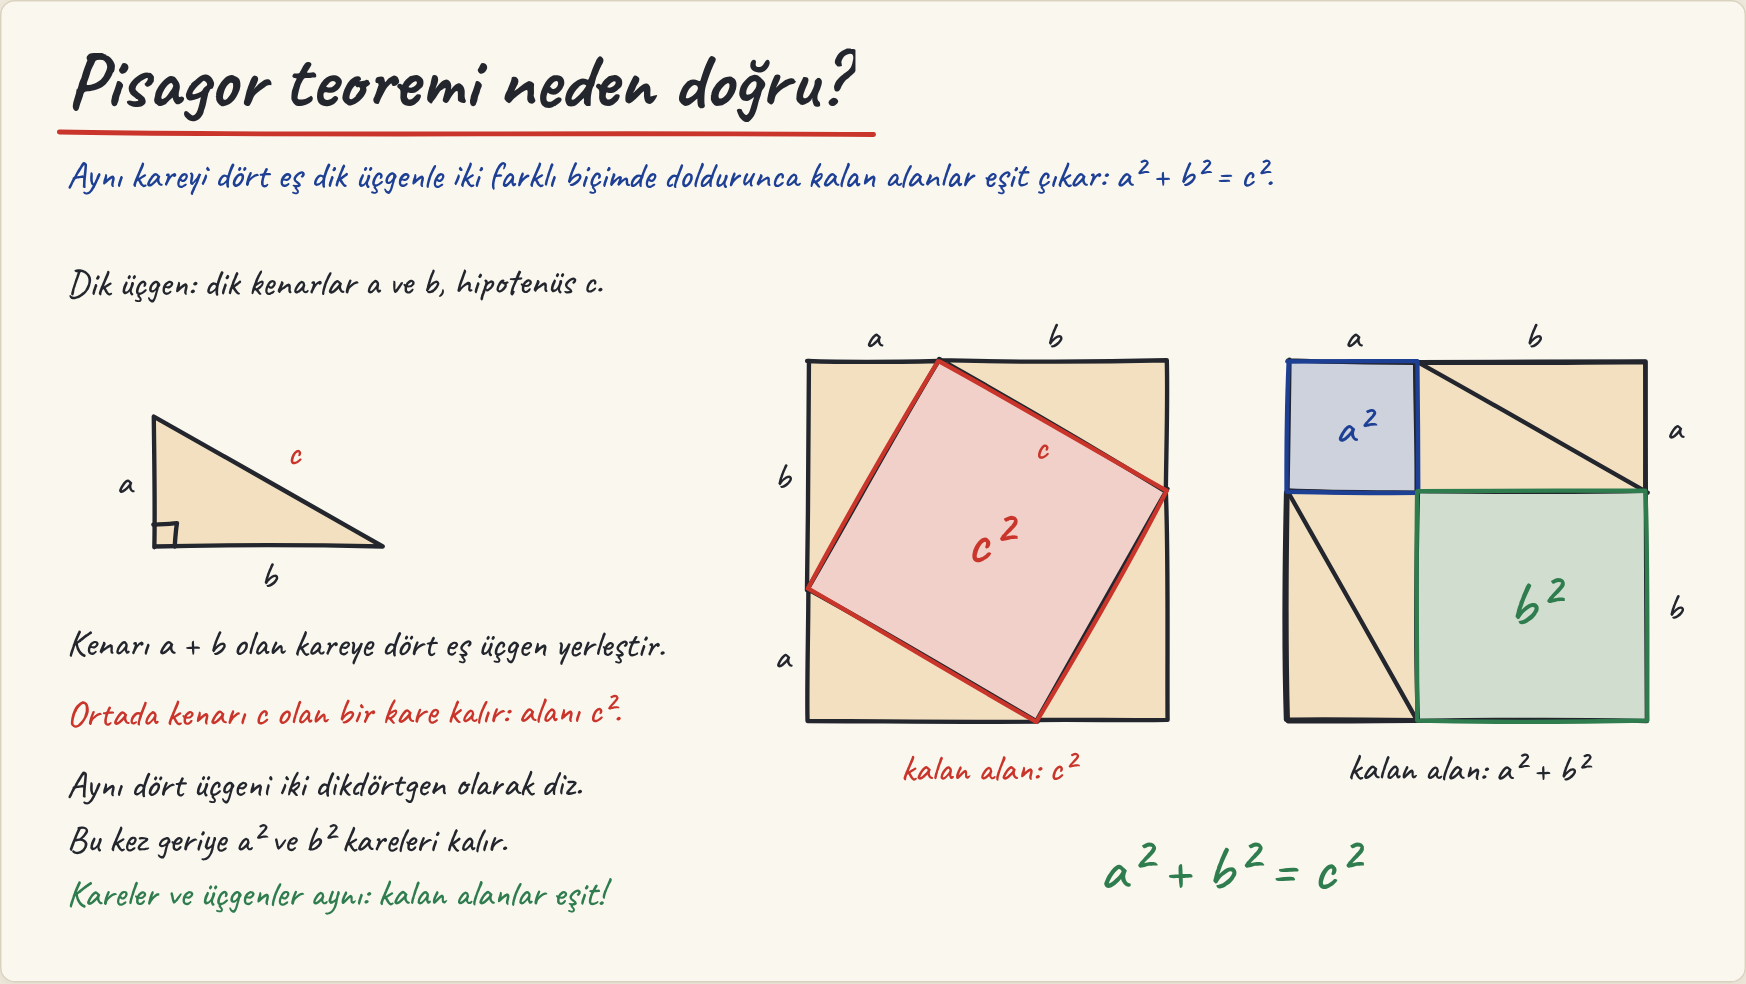 Pisagor teoremi neden doğru?
Aynı kareyi dört eş dik üçgenle iki farklı biçimde doldurunca kalan alanlar eşit çıkar: a² + b² = c².
Dik üçgen: dik kenarlar a ve b, hipotenüs c.
a
c
b
Kenarı a + b olan kareye dört eş üçgen yerleştir.
Ortada kenarı c olan bir kare kalır: alanı c².
Aynı dört üçgeni iki dikdörtgen olarak diz.
Bu kez geriye a² ve b² kareleri kalır.
Kareler ve üçgenler aynı: kalan alanlar eşit!
a b
b
c
c²
a
kalan alan: c²
a b
a²
a
b²
b
kalan alan: a² + b²
a² + b² = c²